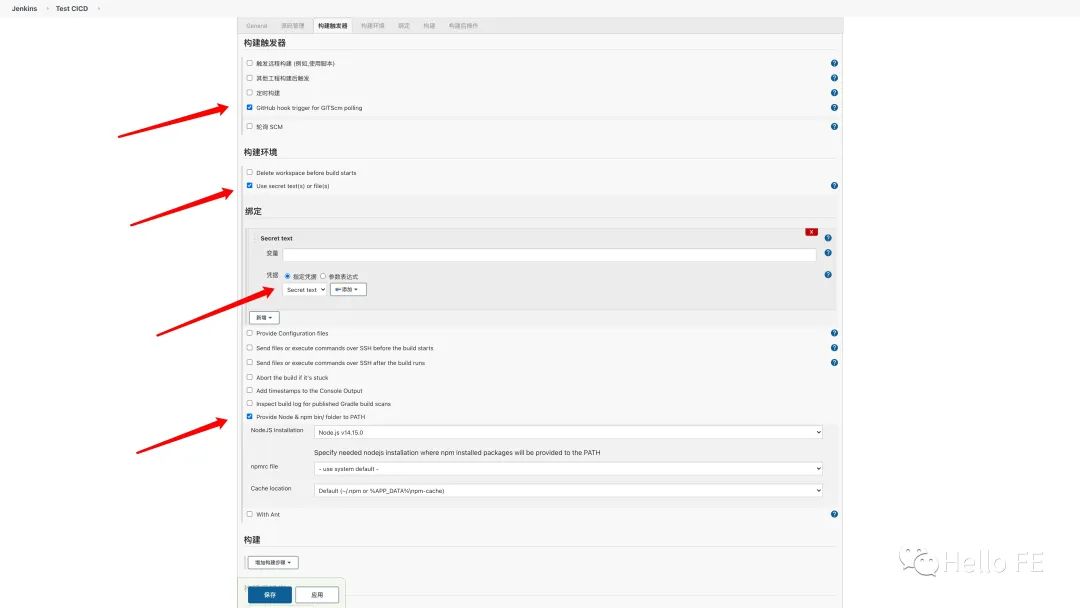 Jenkins › Test CICD ›
General 源码管理 构建触发器 构建环境 绑定 构建 构建后操作
构建触发器
触发远程构建 (例如,使用脚本)
其他工程构建后触发
定时构建
GitHub hook trigger for GITScm polling
轮询 SCM
构建环境
Delete workspace before build starts
Use secret text(s) or file(s)
绑定
Secret text
X
变量
凭据 指定凭据 参数表达式
Secret text 添加
新增
Provide Configuration files
Send files or execute commands over SSH before the build starts
Send files or execute commands over SSH after the build runs
Abort the build if it's stuck
Add timestamps to the Console Output
Inspect build log for published Gradle build scans
Provide Node & npm bin/ folder to PATH
NodeJS Installation Node.js v14.15.0
Specify needed nodejs installation where npm installed packages will be provided to the PATH
npmrc file - use system default -
Cache location Default (~/.npm or %APP_DATA%\npm-cache)
With Ant
构建
增加构建步骤
保存 应用
Hello FE